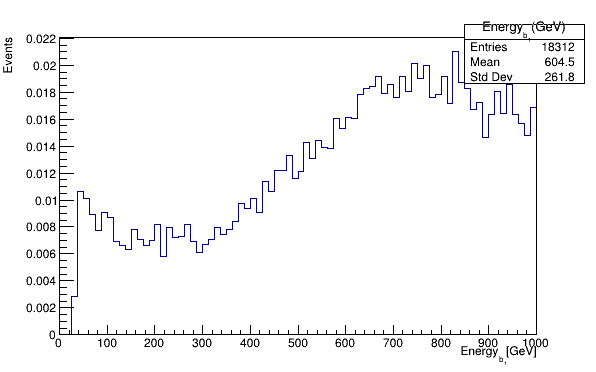 Energy_b_1(GeV)
Entries 18312
Mean 604.5
Std Dev 261.8
Events
0.022
0.02
0.018
0.016
0.014
0.012
0.01
0.008
0.006
0.004
0.002
0
0 100 200 300 400 500 600 700 800 900 1000
Energy_b_1[GeV]